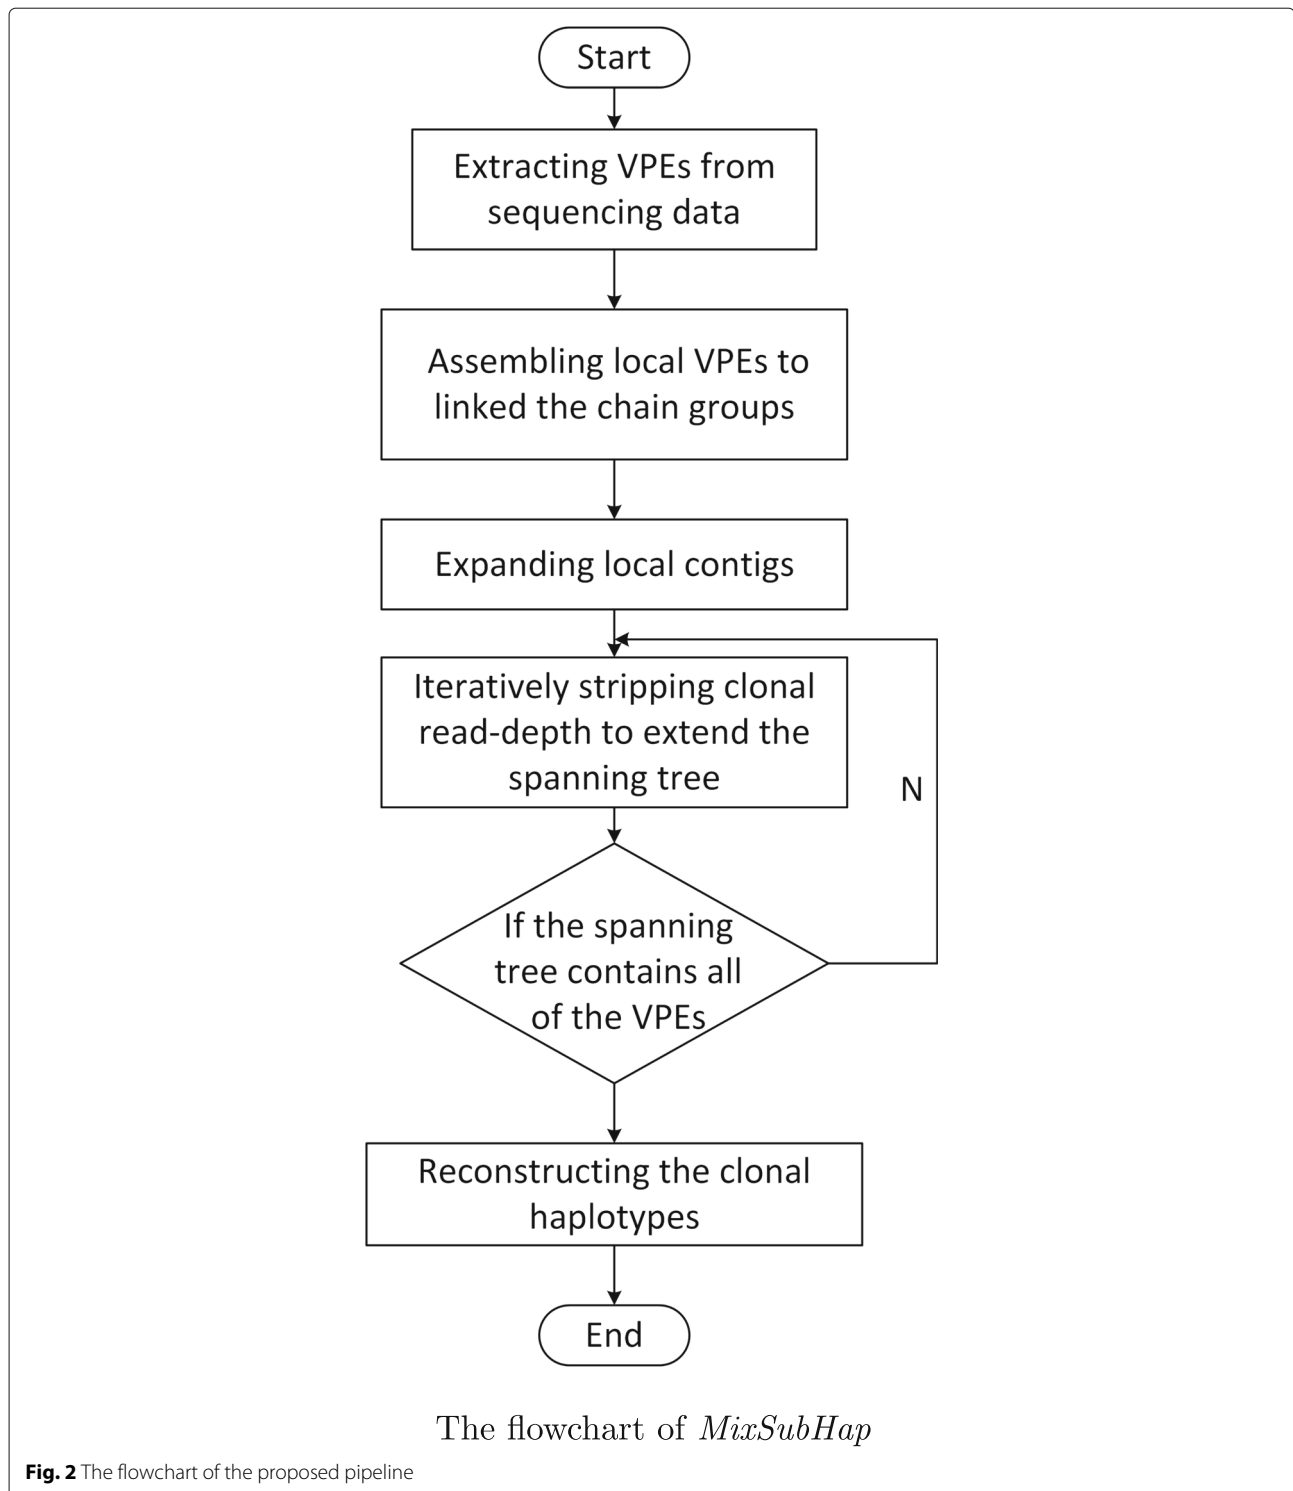 Start
Extracting VPEs from
sequencing data
Assembling local VPEs to
linked the chain groups
Expanding local contigs
Iteratively stripping clonal
read-depth to extend the
spanning tree
N
If the spanning
tree contains all
of the VPEs
Reconstructing the clonal
haplotypes
End
The flowchart of MixSubHap
Fig. 2 The flowchart of the proposed pipeline